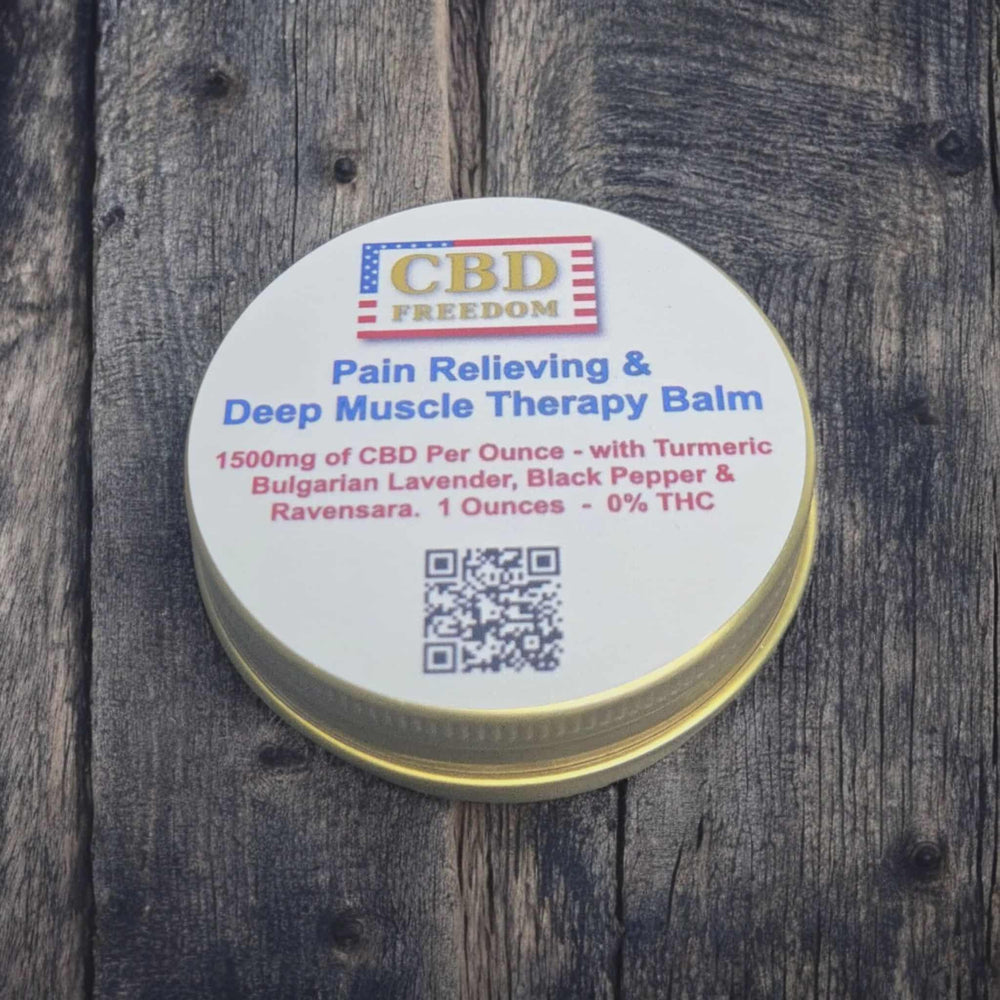 CBD
FREEDOM
Pain Relieving &
Deep Muscle Therapy Balm
1500mg of CBD Per Ounce - with Turmeric
Bulgarian Lavender, Black Pepper &
Ravensara. 1 Ounces - 0% THC